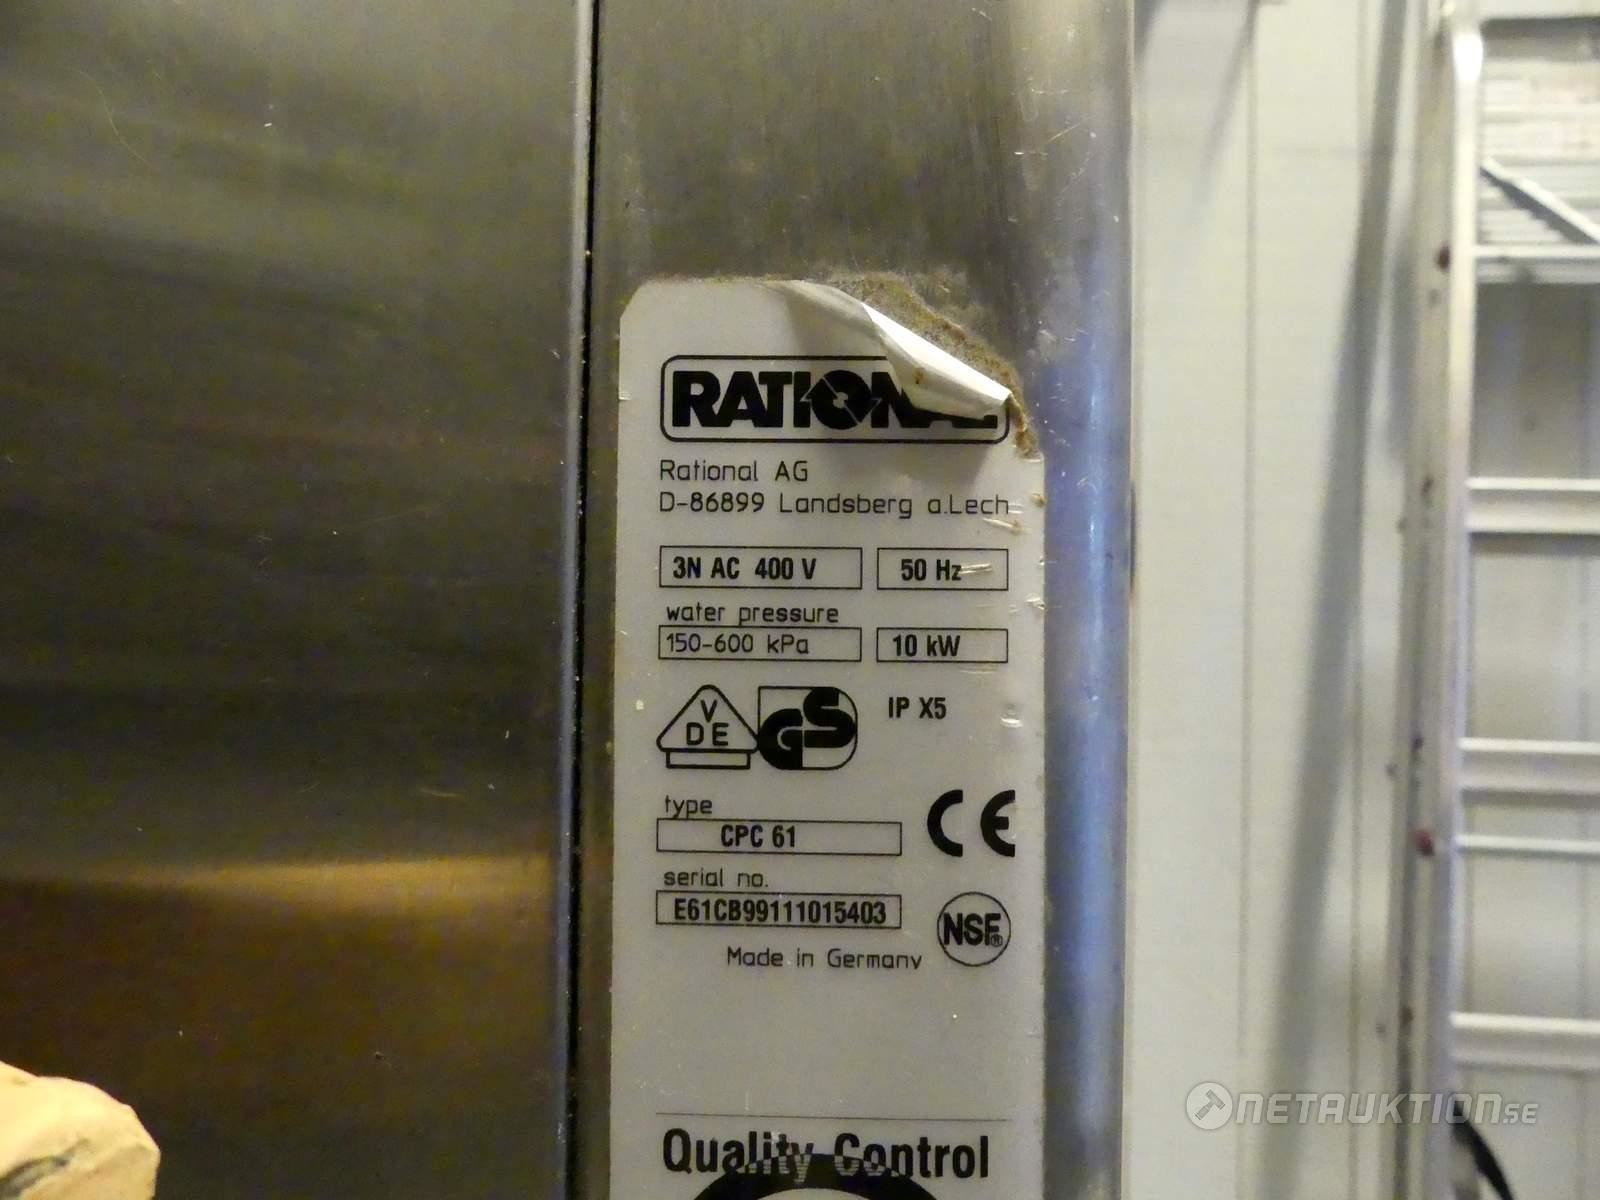 RATIONAL
Rational AG
D-86899 Landsberg a.Lech
3N AC 400 V 50 Hz
water pressure
150-600 kPa 10 kW
VDE GS IP X5
type
CPC 61 CE
serial no.
E61CB99111015403
NSF®
Made in Germany
Quality Control
NETAUKTION.SE